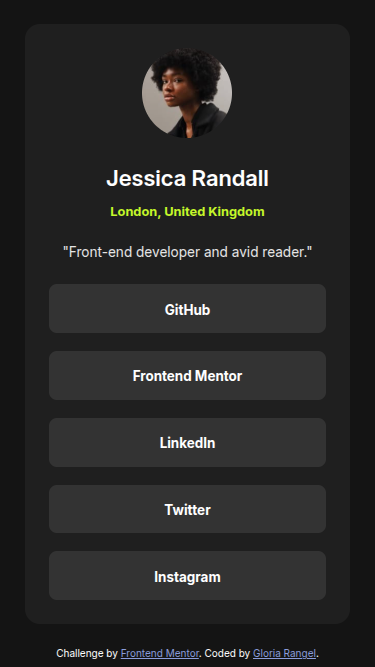 Jessica Randall
London, United Kingdom
"Front-end developer and avid reader."
GitHub
Frontend Mentor
LinkedIn
Twitter
Instagram
Challenge by Frontend Mentor. Coded by Gloria Rangel.